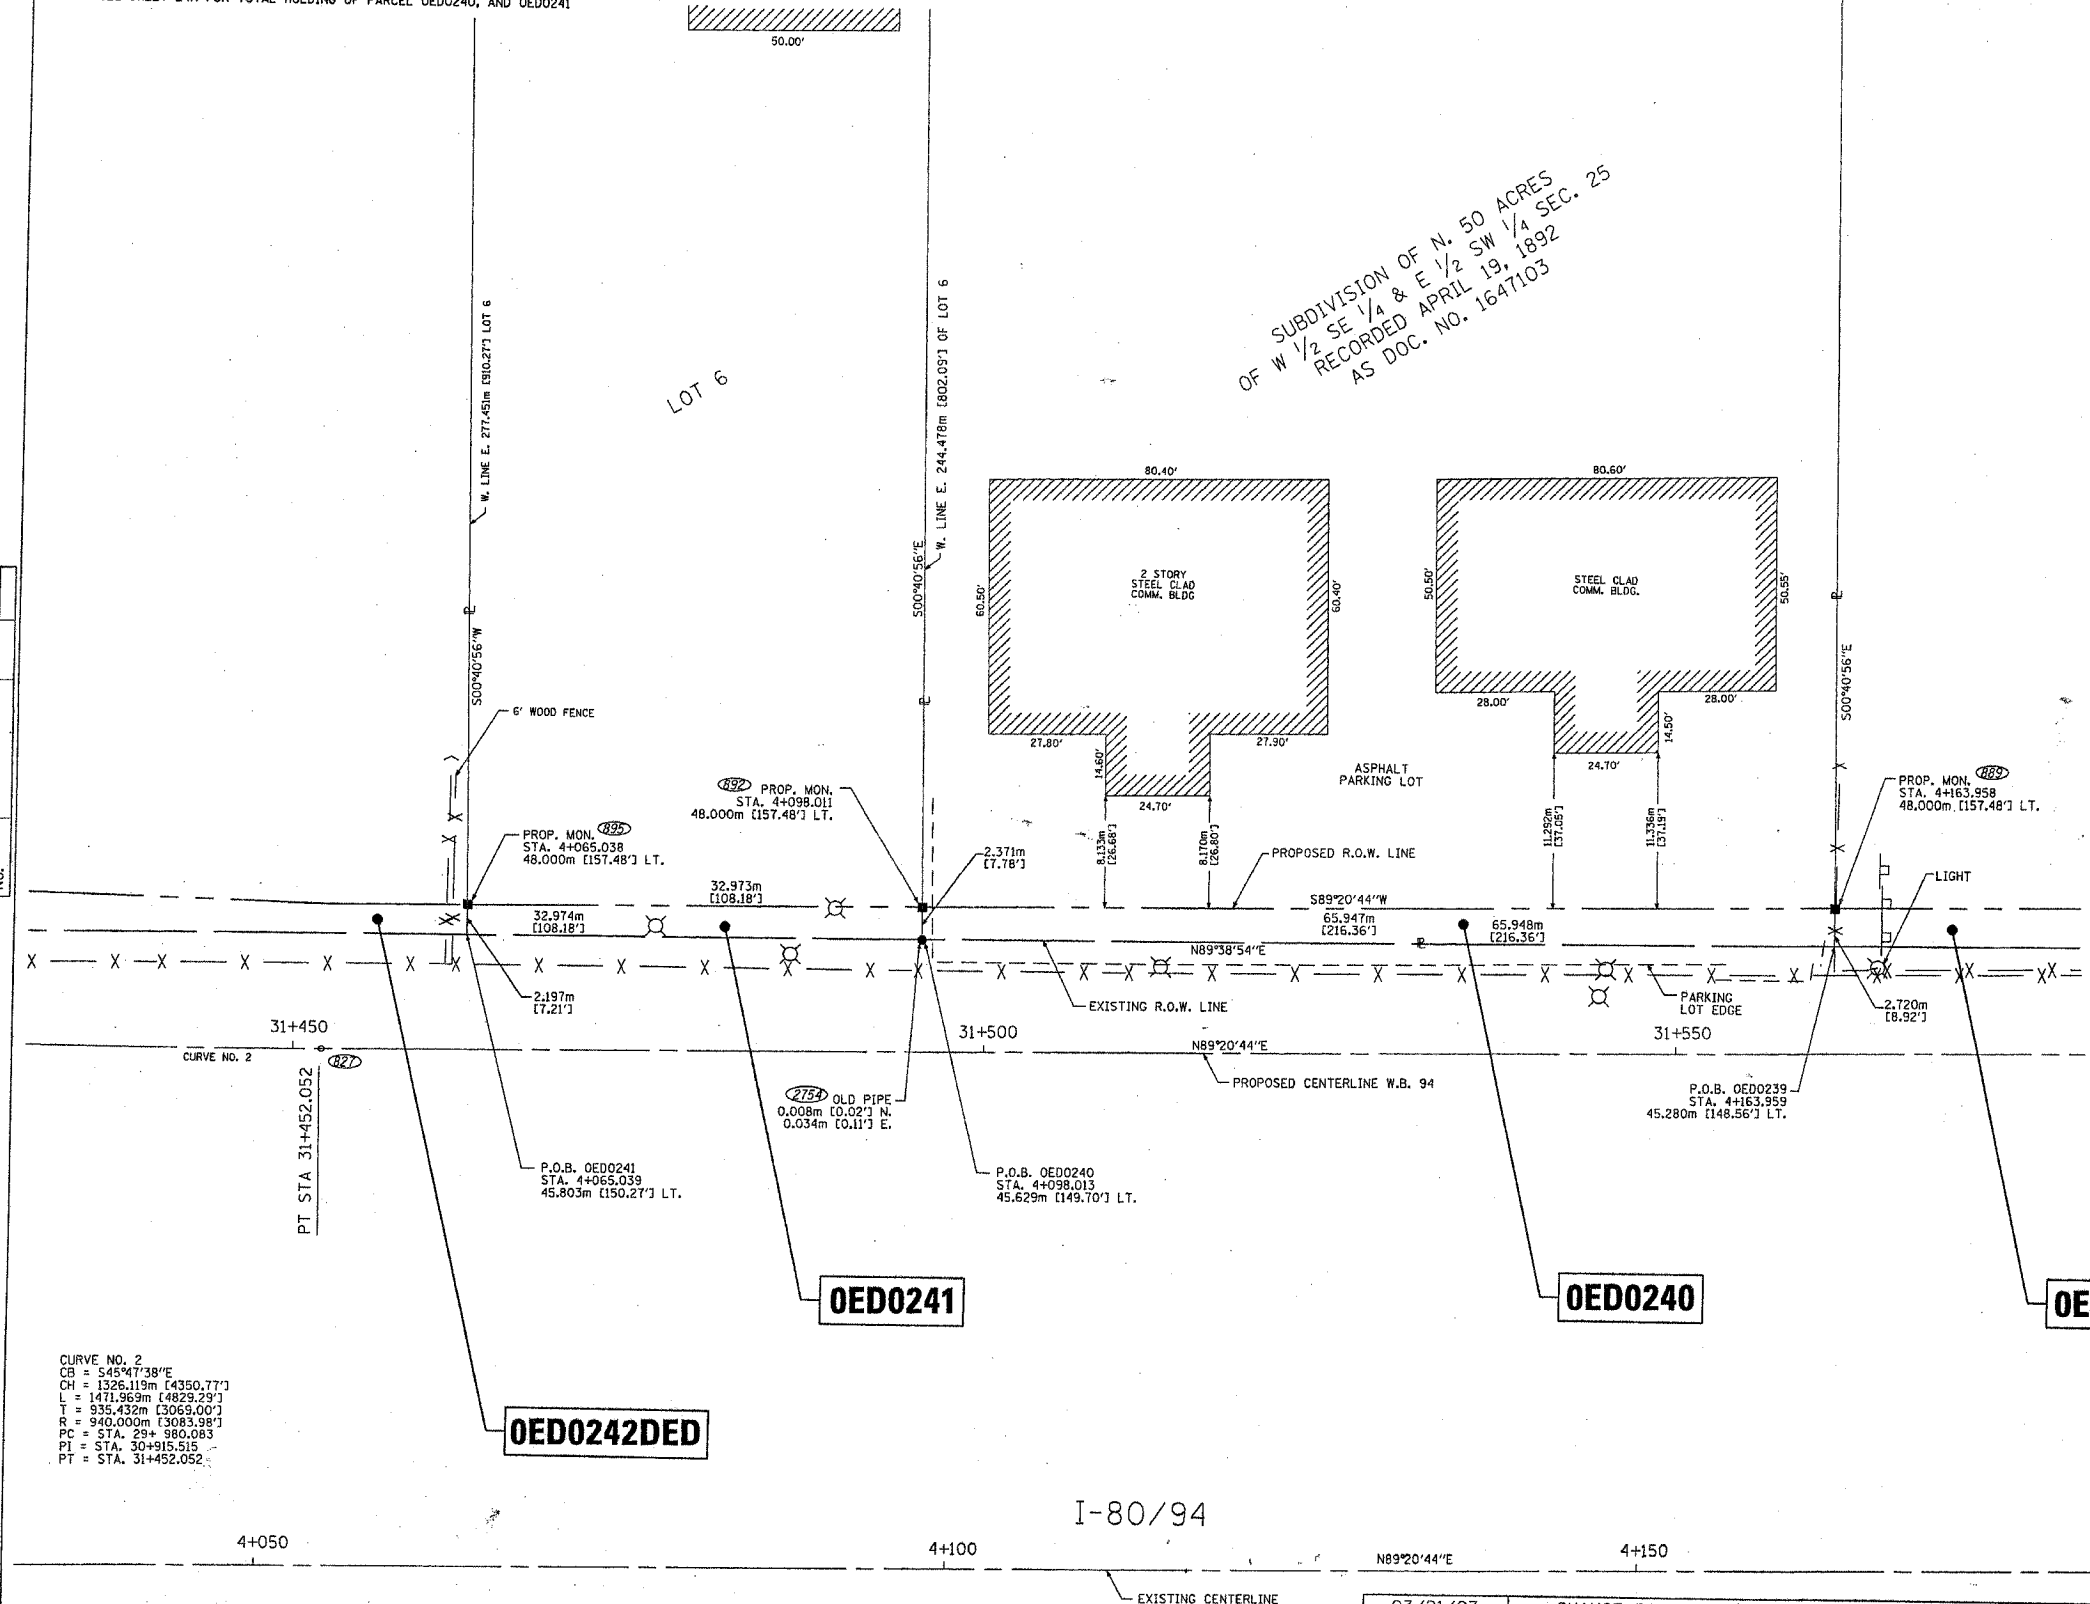 FOR TOTAL HOLDING OF PARCEL 0ED0240, AND 0ED0241
50.00'
W. LINE E. 277.451m [910.27'] LOT 6
W. LINE E. 244.478m [802.09'] OF LOT 6
LOT 6
SUBDIVISION OF N. 50 ACRES
OF W 1/2 SE 1/4 & E 1/2 SW 1/4 SEC. 25
RECORDED APRIL 19, 1892
AS DOC. NO. 1647103
80.40'
80.60'
60.50'
2 STORY
STEEL CLAD
COMM. BLDG
60.40'
50.50'
STEEL CLAD
COMM. BLDG.
50.55'
S00°40'56"W
S00°40'56"E
S00°40'56"E
6' WOOD FENCE
27.80'
27.90'
14.60'
24.70'
28.00'
28.00'
14.50'
24.70'
ASPHALT
PARKING LOT
892 PROP. MON.
STA. 4+098.011
48.000m [157.48'] LT.
PROP. MON. 895
STA. 4+065.038
48.000m [157.48'] LT.
PROP. MON. 889
STA. 4+163.958
48.000m [157.48'] LT.
2.371m
[7.78']
8.133m
[26.68']
8.170m
[26.80']
11.292m
[37.05']
11.336m
[37.19']
PROPOSED R.O.W. LINE
LIGHT
32.973m
[108.18']
32.974m
[108.18']
S89°20'44"W
65.947m
[216.36']
65.948m
[216.36']
N89°38'54"E
X X X X X X X X X X X X X X X X X X X X X X X X X X
2.197m
[7.21']
EXISTING R.O.W. LINE
PARKING
LOT EDGE
2.720m
[8.92']
31+450
31+500
31+550
CURVE NO. 2
827
N89°20'44"E
PROPOSED CENTERLINE W.B. 94
PT STA 31+452.052
2754 OLD PIPE
0.008m [0.02'] N.
0.034m [0.11'] E.
P.O.B. 0ED0239
STA. 4+163.959
45.280m [148.56'] LT.
P.O.B. 0ED0241
STA. 4+065.039
45.803m [150.27'] LT.
P.O.B. 0ED0240
STA. 4+098.013
45.629m [149.70'] LT.
0ED0241
0ED0240
0E
0ED0242DED
CURVE NO. 2
CB = S45°47'38"E
CH = 1326.119m [4350.77']
L = 1471.969m [4829.29']
T = 935.432m [3069.00']
R = 940.000m [3083.98']
PC = STA. 29+ 980.083
PI = STA. 30+915.515
PT = STA. 31+452.052
I-80/94
4+050
4+100
4+150
N89°20'44"E
EXISTING CENTERLINE